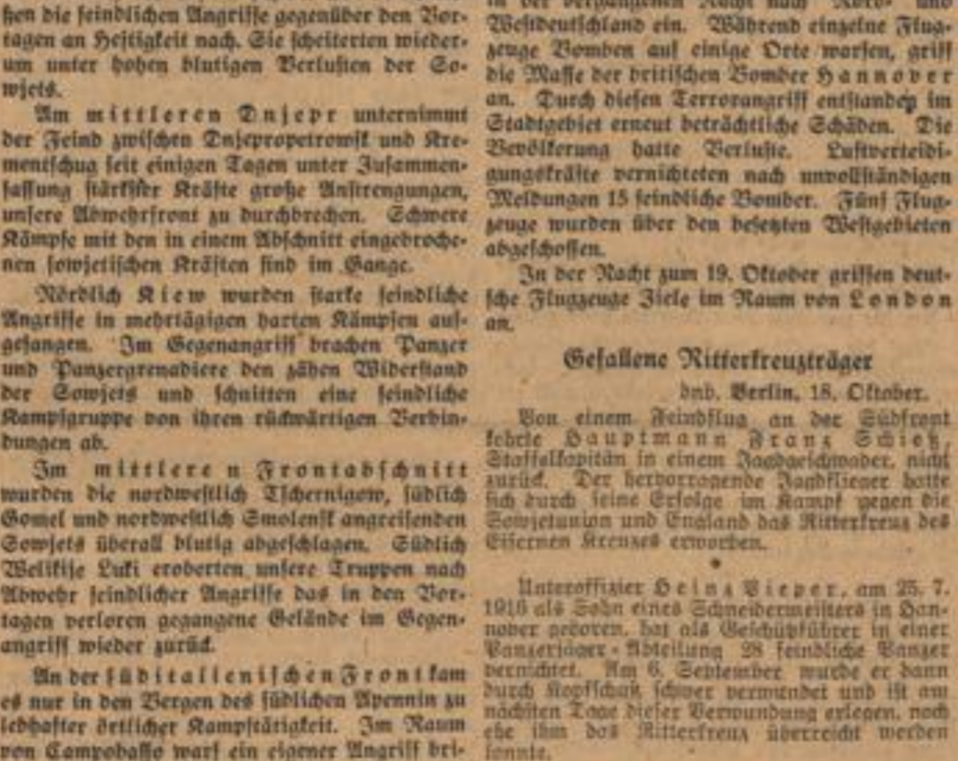 ßen die feindlichen Angriffe gegenüber den Vor-
tagen an Heftigkeit nach. Sie scheiterten wieder-
um unter hohen blutigen Verlusten der So-
wjets.
Am mittleren Dnjepr unternimmt
der Feind zwischen Dnjepropetrowsk und Kre-
mentschug seit einigen Tagen unter Zusammen-
fassung stärkster Kräfte große Anstrengungen,
unsere Abwehrfront zu durchbrechen. Schwere
Kämpfe mit den in einem Abschnitt eingebroche-
nen sowjetischen Kräften sind im Gange.
Nördlich Kiew wurden starke feindliche
Angriffe in mehrtägigen harten Kämpfen auf-
gefangen. Im Gegenangriff brachen Panzer
und Panzergrenadiere den zähen Widerstand
der Sowjets und schnitten eine feindliche
Kampfgruppe von ihren rückwärtigen Verbin-
dungen ab.
Im mittleren Frontabschnitt
wurden die nordwestlich Tschernigow, südlich
Gomel und nordwestlich Smolensk angreifenden
Sowjets überall blutig abgeschlagen. Südlich
Welikije Luki eroberten unsere Truppen nach
Abwehr feindlicher Angriffe das in den Vor-
tagen verloren gegangene Gelände im Gegen-
angriff wieder zurück.
An der süditalienischen Front kam
es nur in den Bergen des südlichen Apennin zu
lebhafter örtlicher Kampftätigkeit. Im Raum
von Campobasso warf ein eigener Angriff bri-
in der vergangenen Nacht nach Nord- und
Westdeutschland ein. Während einzelne Flug-
zeuge Bomben auf einige Orte warfen, griff
die Masse der britischen Bomber Hannover
an. Durch diesen Terrorangriff entstanden im
Stadtgebiet erneut beträchtliche Schäden. Die
Bevölkerung hatte Verluste. Luftverteidi-
gungskräfte vernichteten nach unvollständigen
Meldungen 15 feindliche Bomber. Fünf Flug-
zeuge wurden über den besetzten Westgebieten
abgeschossen.
In der Nacht zum 19. Oktober griffen deut-
sche Flugzeuge Ziele im Raum von London
an.
Gefallene Ritterkreuzträger
dnb. Berlin, 18. Oktober.
Von einem Feindflug an der Südfront
kehrte Hauptmann Franz Schieß,
Staffelkapitän in einem Jagdgeschwader, nicht
zurück. Der hervorragende Jagdflieger hatte
sich durch seine Erfolge im Kampf gegen die
Sowjetunion und England das Ritterkreuz des
Eisernen Kreuzes erworben.
*
Unteroffizier Heinz Pieper, am 25. 7.
1916 als Sohn eines Schneidermeisters in Han-
nover geboren, hat als Geschützführer in einer
Panzerjäger-Abteilung 28 feindliche Panzer
vernichtet. Am 6. September wurde er dann
durch Kopfschuß schwer verwundet und ist am
nächsten Tage dieser Verwundung erlegen, noch
ehe ihm das Ritterkreuz überreicht werden
konnte.